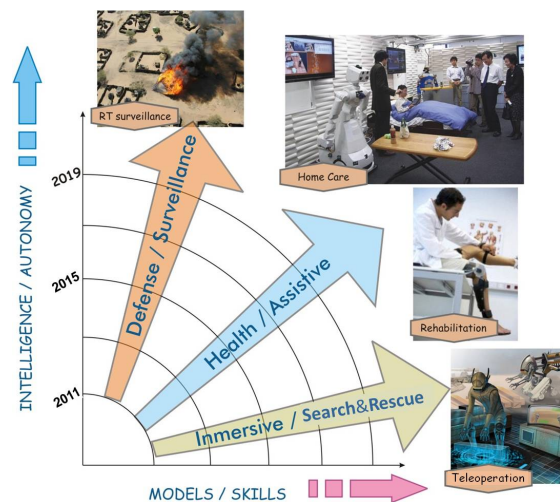 RT surveillance
Home Care
Rehabilitation
Teleoperation
INTELLIGENCE / AUTONOMY
2019
2015
2011
Defense / Surveillance
Health / Assistive
Inmersive / Search&Rescue
MODELS / SKILLS